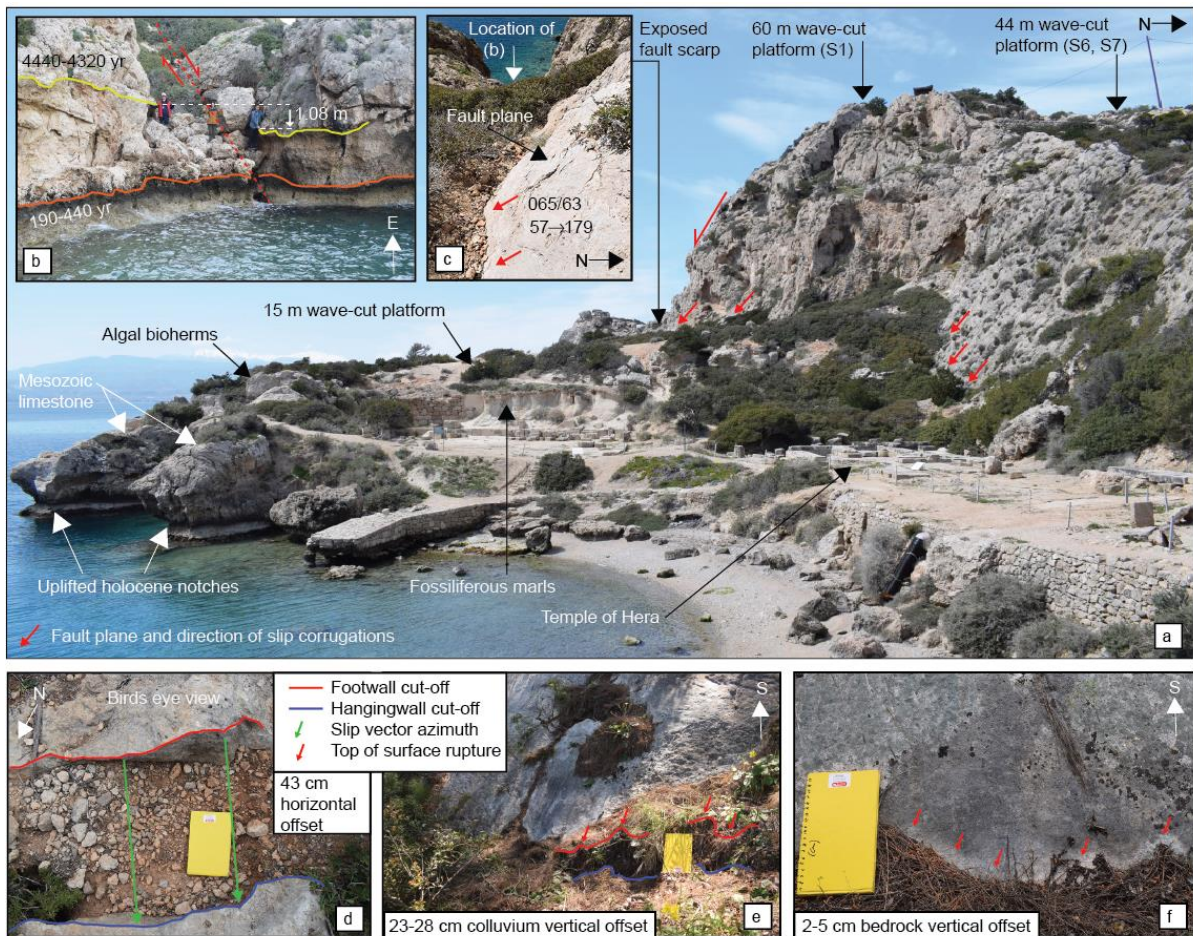 4440-4320 yr
1.08 m
190-440 yr
E
b
Location of
(b)
Fault plane
065/63
57→179
N
c
Exposed
fault scarp
60 m wave-cut
platform (S1)
44 m wave-cut
platform (S6, S7)
N
15 m wave-cut platform
Algal bioherms
Mesozoic
limestone
Uplifted holocene notches
Fossiliferous marls
Temple of Hera
Fault plane and direction of slip corrugations
a
N
Birds eye view
Footwall cut-off
Hangingwall cut-off
Slip vector azimuth
Top of surface rupture
43 cm
horizontal
offset
d
S
23-28 cm colluvium vertical offset
e
S
2-5 cm bedrock vertical offset
f